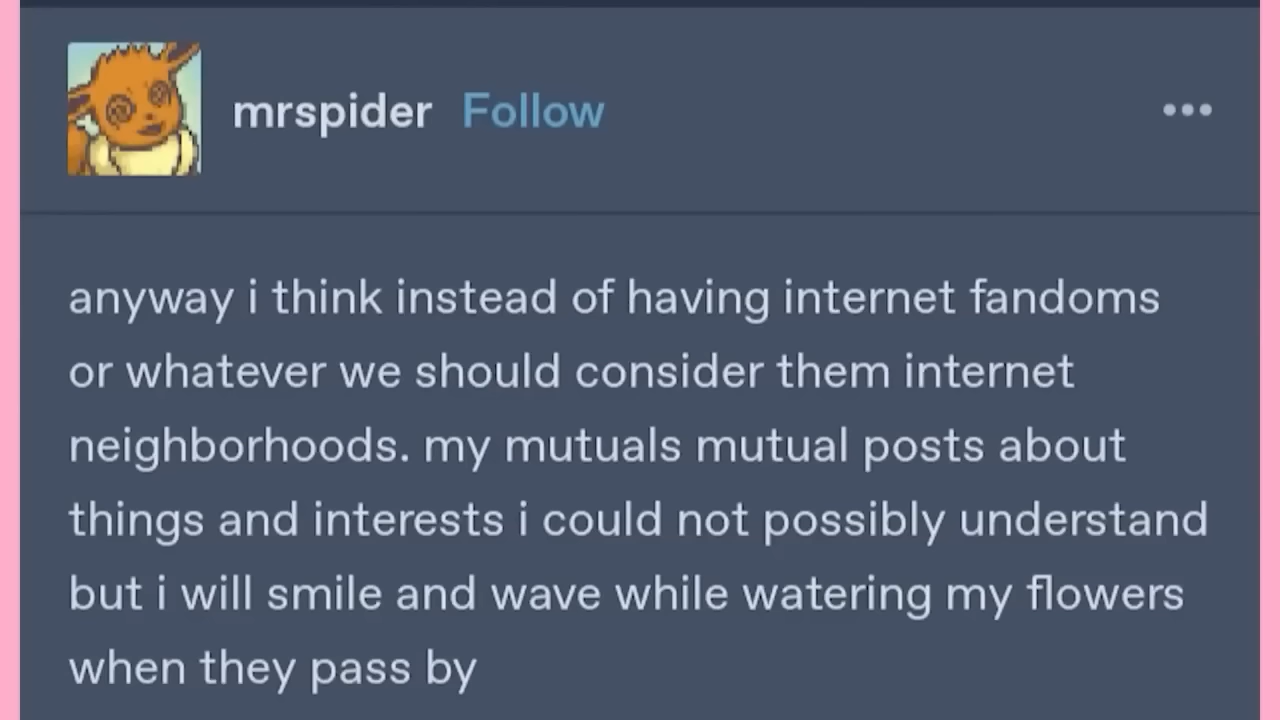 mrspider Follow
anyway i think instead of having internet fandoms
or whatever we should consider them internet
neighborhoods. my mutuals mutual posts about
things and interests i could not possibly understand
but i will smile and wave while watering my flowers
when they pass by